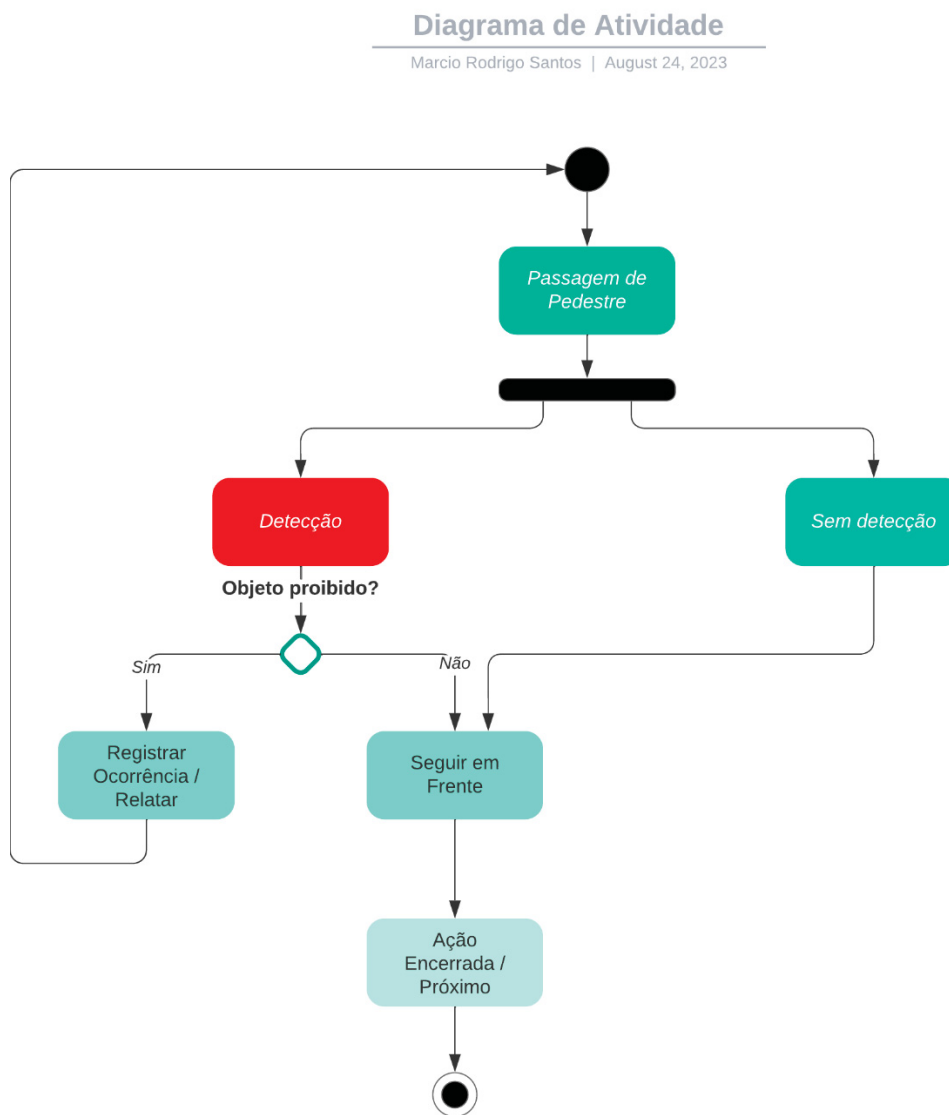 Diagrama de Atividade
Marcio Rodrigo Santos | August 24, 2023
Passagem de
Pedestre
Detecção
Sem detecção
Objeto proibido?
Sim
Não
Registrar
Ocorrência /
Relatar
Seguir em
Frente
Ação
Encerrada /
Próximo